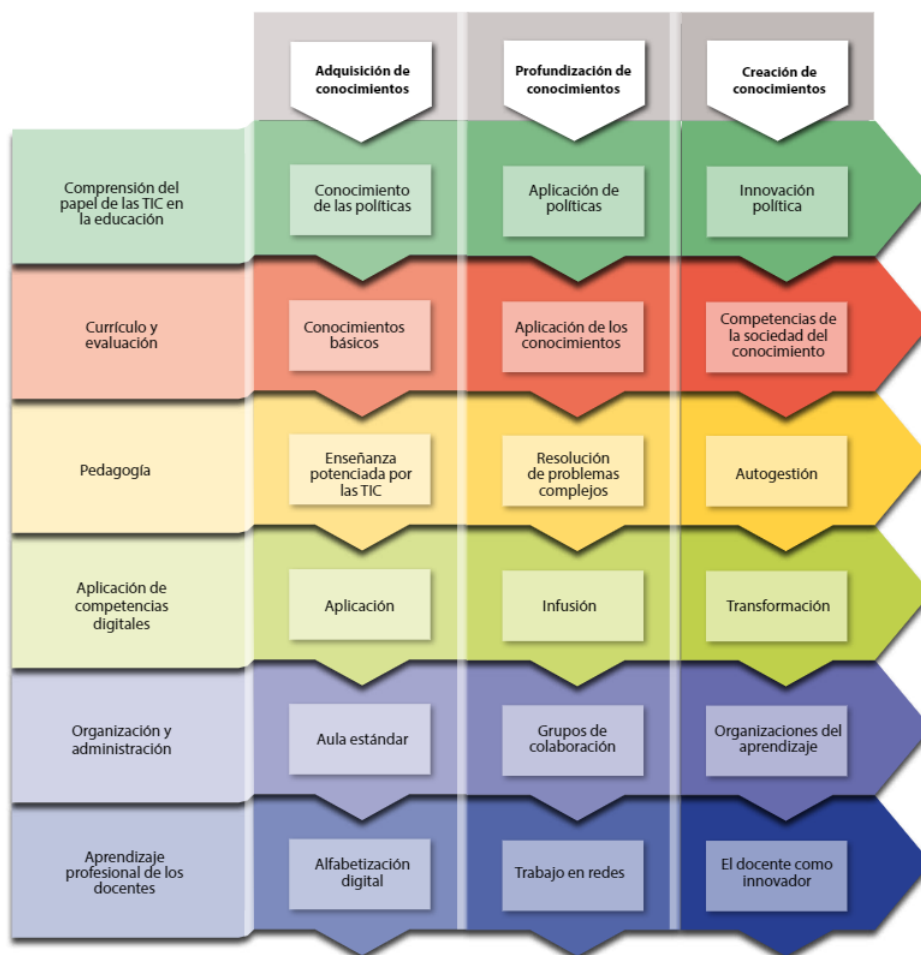 Adquisición de
conocimientos
Profundización de
conocimientos
Creación de
conocimientos
Comprensión del
papel de las TIC en
la educación
Conocimiento
de las políticas
Aplicación de
políticas
Innovación
política
Currículo y
evaluación
Conocimientos
básicos
Aplicación de los
conocimientos
Competencias de
la sociedad del
conocimiento
Pedagogía
Enseñanza
potenciada por
las TIC
Resolución
de problemas
complejos
Autogestión
Aplicación de
competencias
digitales
Aplicación
Infusión
Transformación
Organización y
administración
Aula estándar
Grupos de
colaboración
Organizaciones del
aprendizaje
Aprendizaje
profesional de los
docentes
Alfabetización
digital
Trabajo en redes
El docente como
innovador